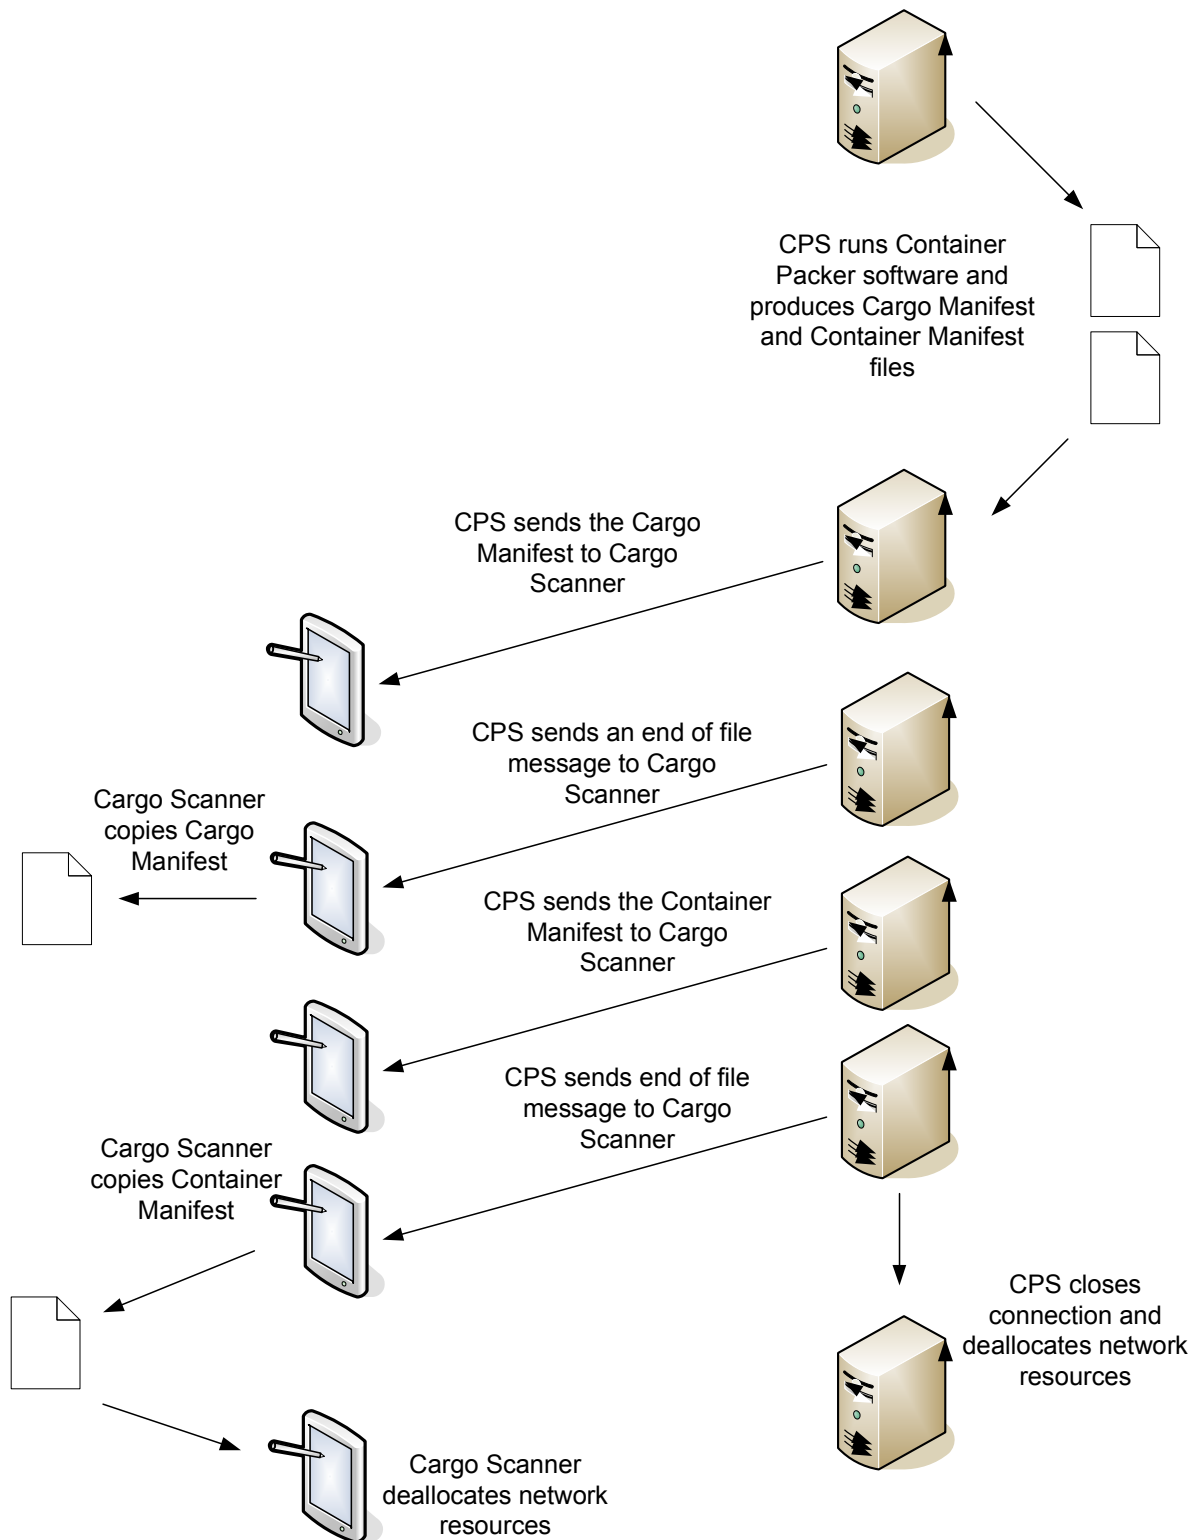 CPS runs Container
Packer software and
produces Cargo Manifest
and Container Manifest
files
CPS sends the Cargo
Manifest to Cargo
Scanner
CPS sends an end of file
message to Cargo
Scanner
Cargo Scanner
copies Cargo
Manifest
CPS sends the Container
Manifest to Cargo
Scanner
CPS sends end of file
message to Cargo
Scanner
Cargo Scanner
copies Container
Manifest
CPS closes
connection and
deallocates network
resources
Cargo Scanner
deallocates network
resources